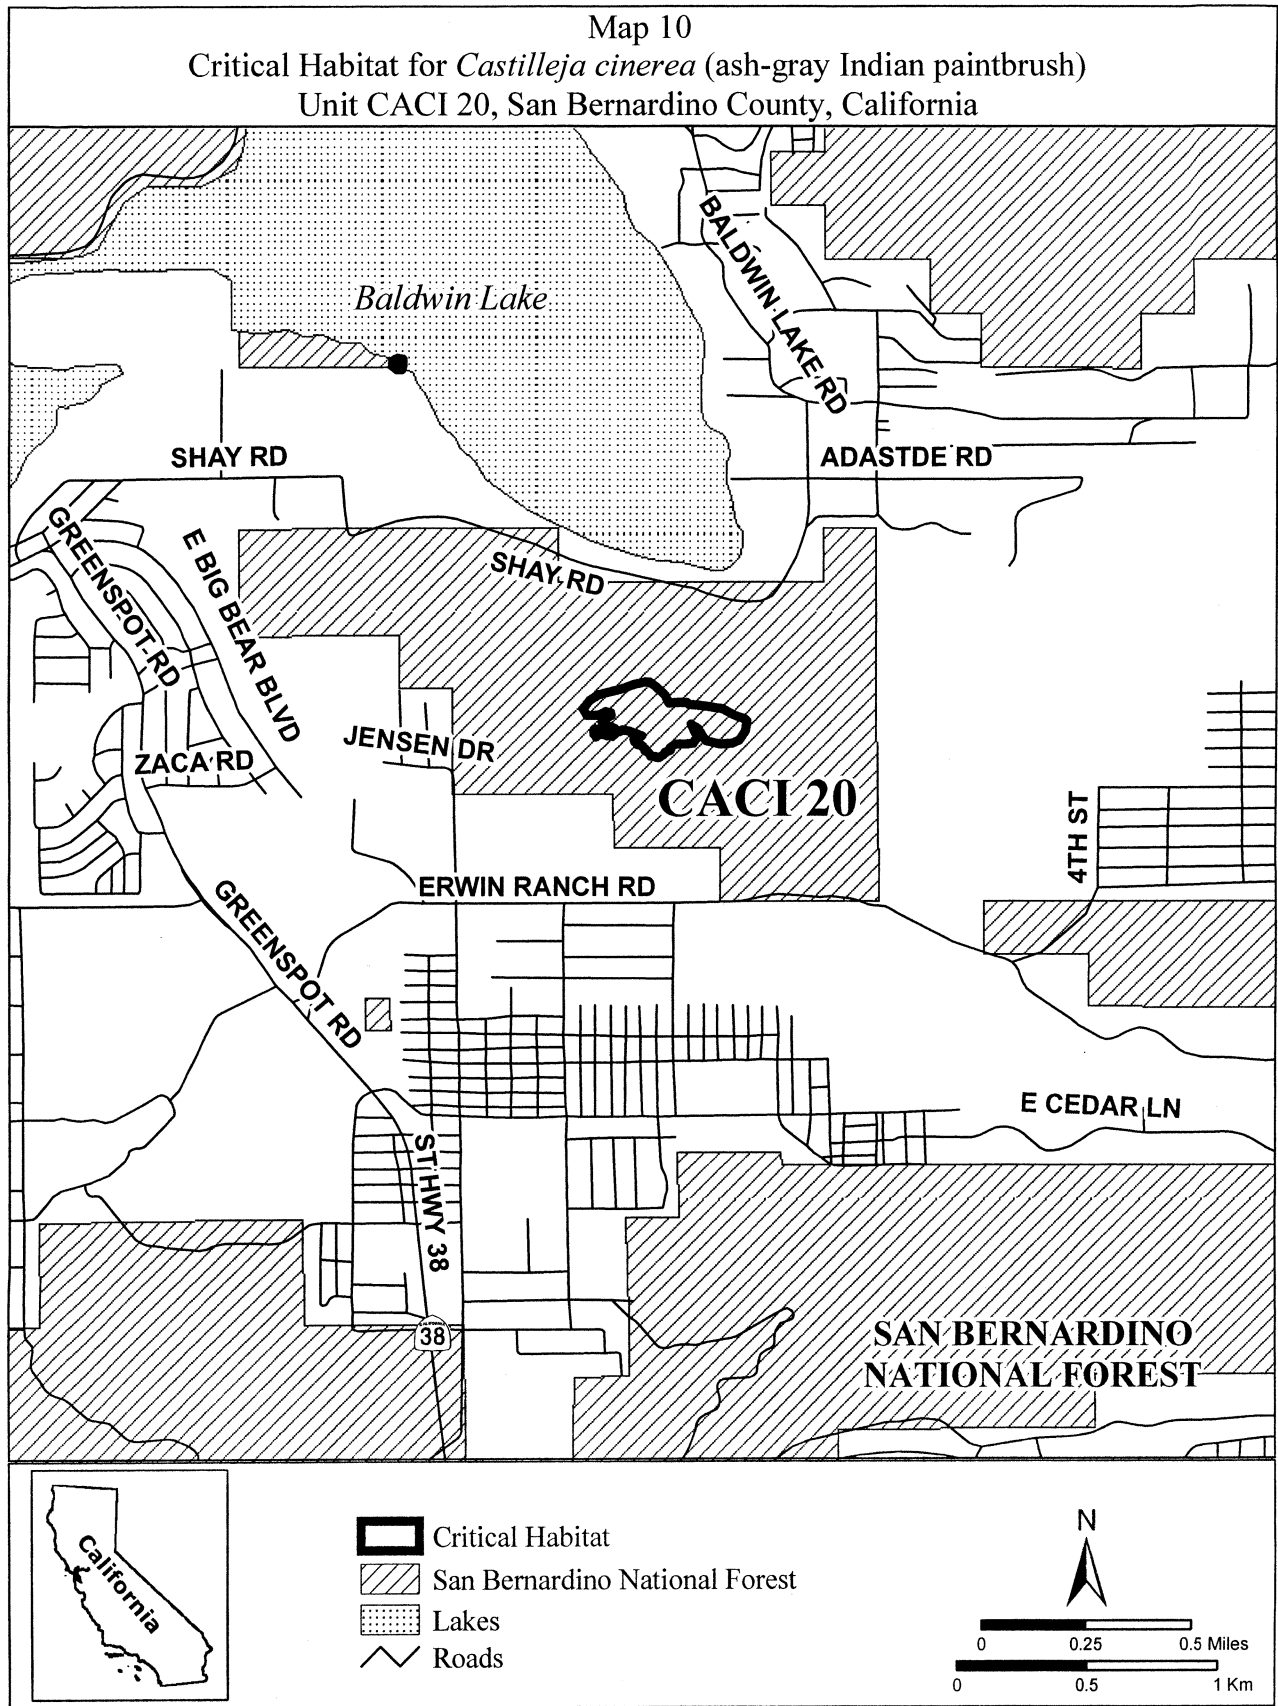 Map 10
Critical Habitat for Castilleja cinerea (ash-gray Indian paintbrush)
Unit CACI 20, San Bernardino County, California
BALDWIN LAKE RD
Baldwin Lake
SHAY RD
ADASTDE RD
GREENSPOT RD
E BIG BEAR BLVD
SHAY RD
JENSEN DR
ZACA RD
CACI 20
4TH ST
ERWIN RANCH RD
GREENSPOT RD
E CEDAR LN
ST HWY 38
CALIFORNIA
38
SAN BERNARDINO
NATIONAL FOREST
California
Critical Habitat
San Bernardino National Forest
Lakes
Roads
N
0 0.25 0.5 Miles
0 0.5 1 Km